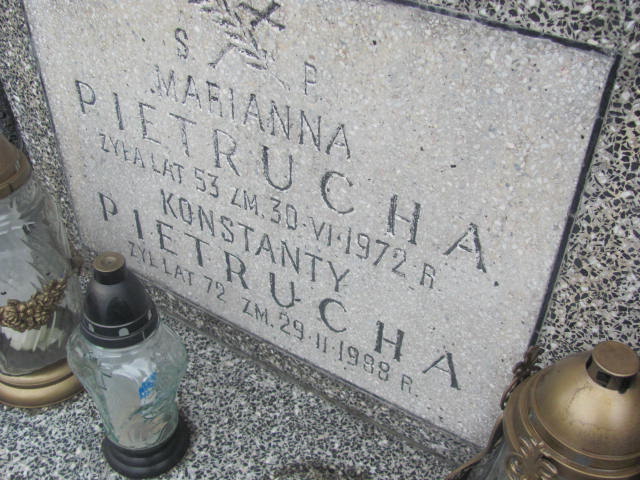 S P.
MARIANNA
PIETRUCHA
ŻYŁA LAT 53 ZM. 30·VI·1972 R.
KONSTANTY
PIETRUCHA
ŻYŁ LAT 72 ZM. 29·II·1988 R.